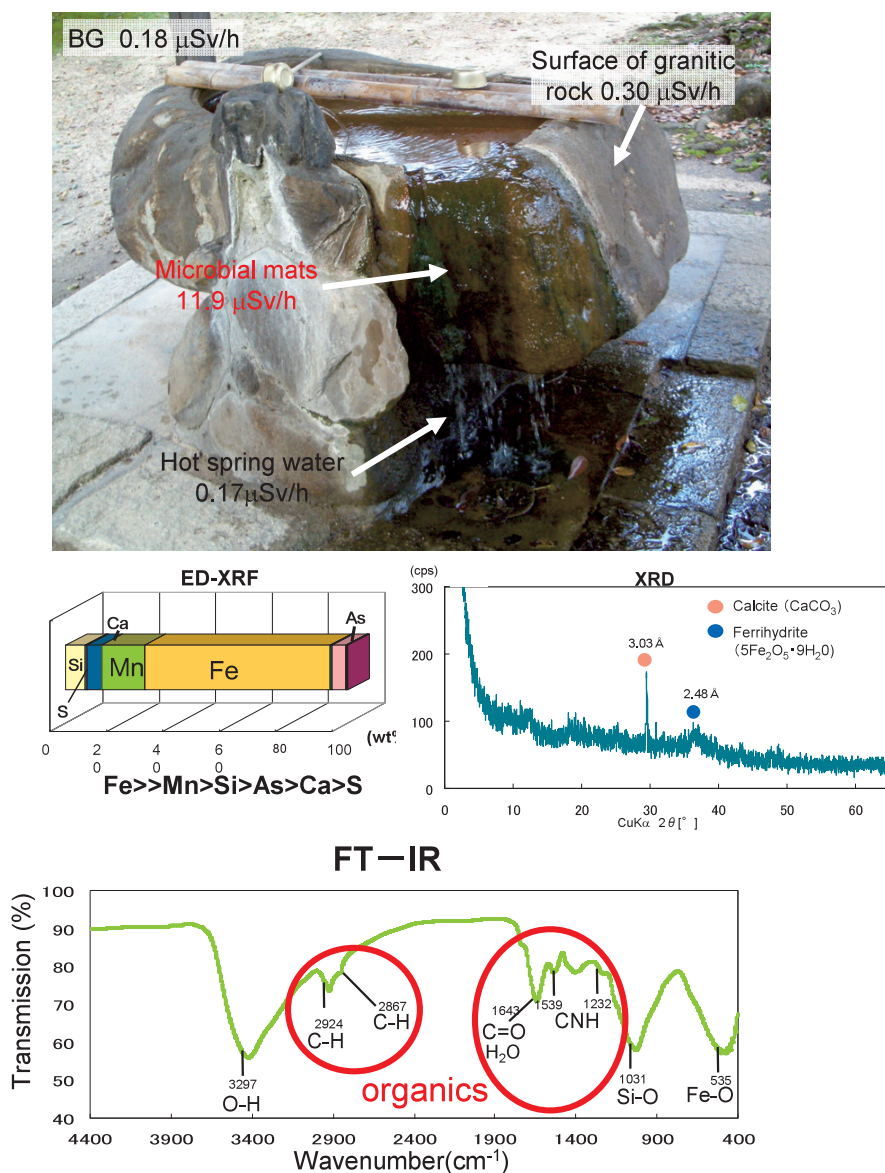 BG 0.18 μSv/h
Surface of granitic
rock 0.30 μSv/h
Microbial mats
11.9 μSv/h
Hot spring water
0.17μSv/h
ED-XRF
Ca
As
Si
Mn
Fe
S
0
2
0
4
0
6
0
80
100
(wt%
Fe>>Mn>Si>As>Ca>S
(cps)
XRD
300
200
100
0
Calcite (CaCO₃)
Ferrihydrite
(5Fe₂O₅・9H₂0)
3.03 Å
2.48 Å
0 10 20 30 40 50 60
CuKα 2θ[°]
FT－IR
Transmission (%)
100
90
80
70
60
50
40
3297
O-H
2924
C-H
2867
C-H
organics
1643
C=O
H₂O
1539
1232
CNH
1031
Si-O
535
Fe-O
4400 3900 3400 2900 2400 1900 1400 900 400
Wavenumber(cm⁻¹)